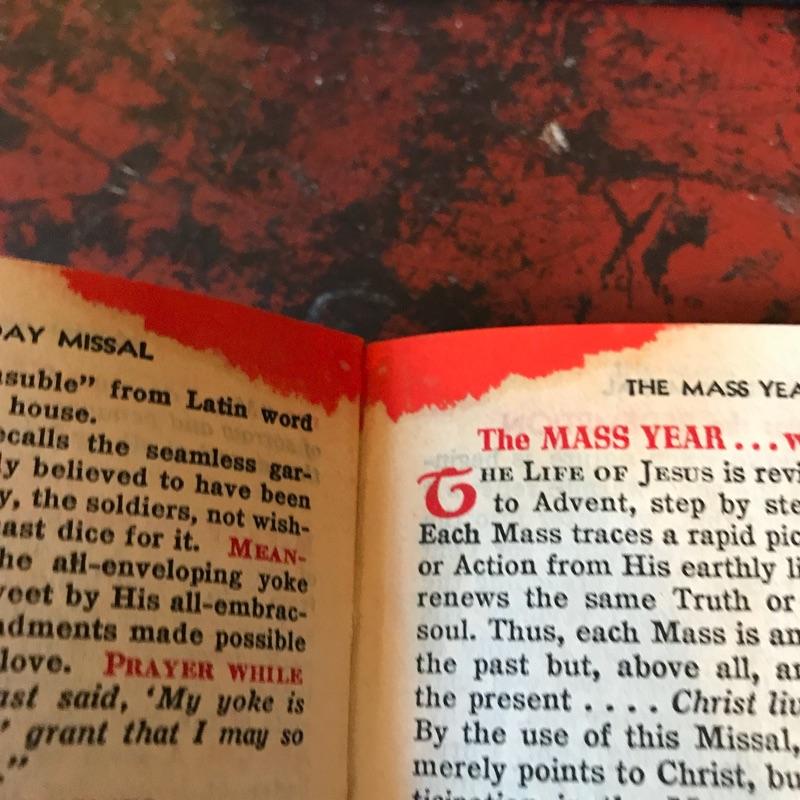 DAY MISSAL
asuble" from Latin word
house.
ecalls the seamless gar-
ly believed to have been
y, the soldiers, not wish-
ast dice for it. MEAN-
he all-enveloping yoke
weet by His all-embrac-
ndments made possible
love. PRAYER WHILE
ast said, 'My yoke is
' grant that I may so
."
THE MASS YEA
The MASS YEAR...w
THE LIFE OF JESUS is revi
to Advent, step by ste
Each Mass traces a rapid pic
or Action from His earthly li
renews the same Truth or
soul. Thus, each Mass is an
the past but, above all, an
the present .... Christ liv
By the use of this Missal,
merely points to Christ, bu